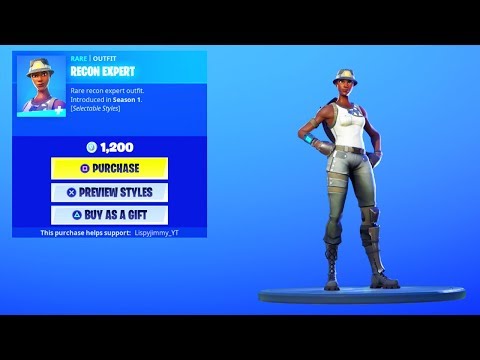 RARE | OUTFIT
RECON EXPERT
Rare recon expert outfit.
Introduced in Season 1.
[Selectable Styles]
1,200
PURCHASE
PREVIEW STYLES
BUY AS A GIFT
This purchase helps support: Lispyjimmy_YT